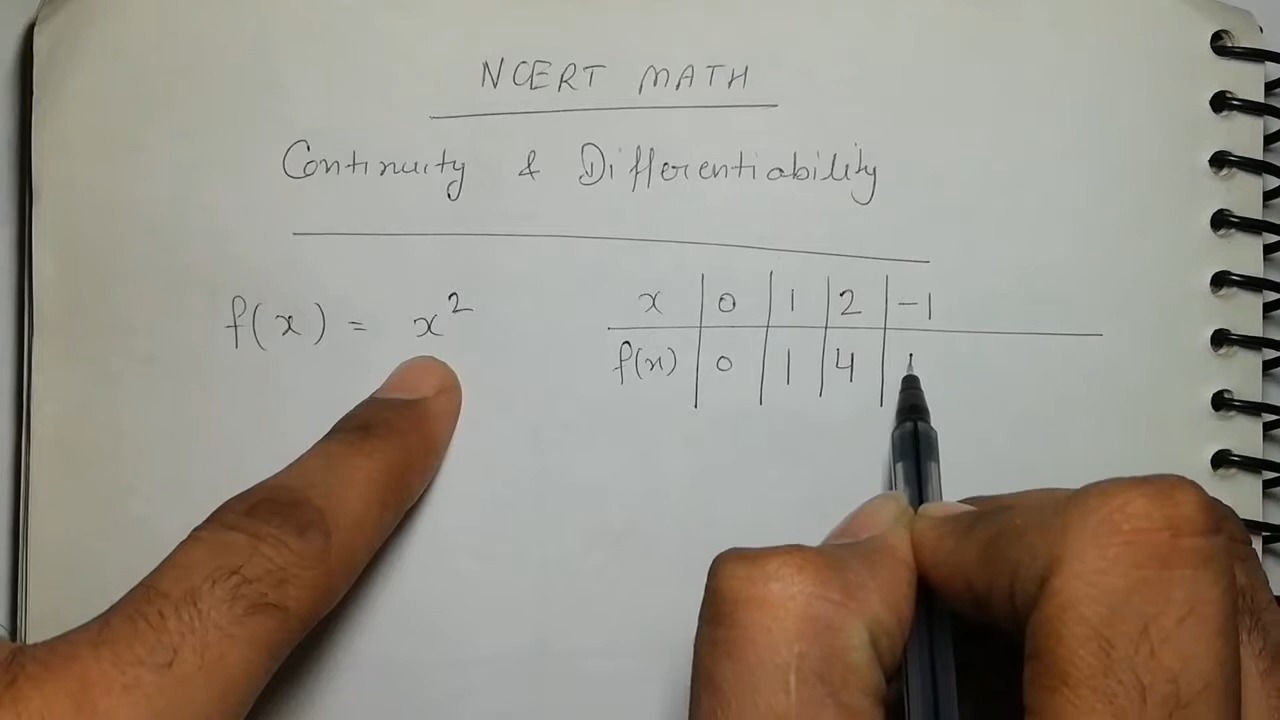 NCERT MATH
Continuity & Differentiability
f(x) = x²
x 0 1 2 -1
f(x) 0 1 4